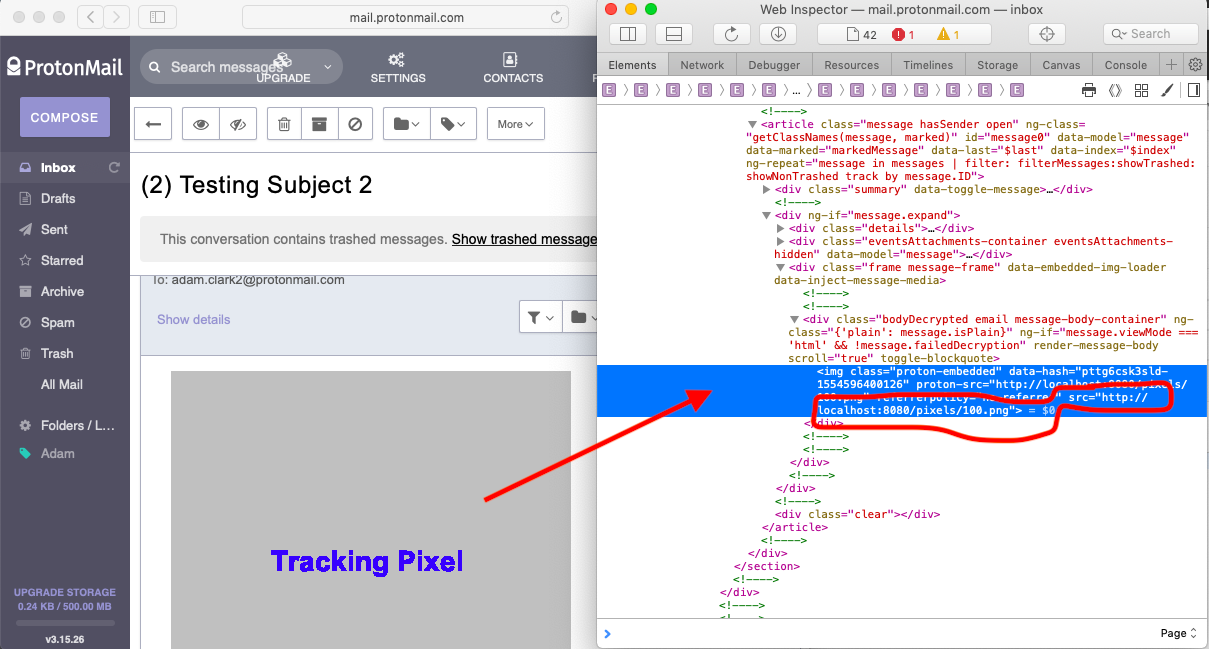 mail.protonmail.com
ProtonMail
Search messages
UPGRADE
SETTINGS
CONTACTS
COMPOSE
More
Inbox
Drafts
Sent
Starred
Archive
Spam
Trash
All Mail
Folders / L...
Adam
UPGRADE STORAGE
0.24 KB / 500.00 MB
v3.15.26
(2) Testing Subject 2
This conversation contains trashed messages. Show trashed message
To: adam.clark2@protonmail.com
Show details
Tracking Pixel
Web Inspector — mail.protonmail.com — inbox
42 1 1
Search
Elements Network Debugger Resources Timelines Storage Canvas Console
E E E E E E ... E E E E E E E
<!---->
<article class="message hasSender open" ng-class=
"getClassNames(message, marked)" id="message0" data-model="message"
data-marked="markedMessage" data-last="$last" data-index="$index"
ng-repeat="message in messages | filter: filterMessages:showTrashed:
showNonTrashed track by message.ID">
<div class="summary" data-toggle-message>…</div>
<!---->
<div ng-if="message.expand">
<div class="details">…</div>
<div class="eventsAttachments-container eventsAttachments-
hidden" data-model="message">…</div>
<div class="frame message-frame" data-embedded-img-loader
data-inject-message-media>
<!---->
<!---->
<div class="bodyDecrypted email message-body-container" ng-
class="{'plain': message.isPlain}" ng-if="message.viewMode ===
'html' && !message.failedDecryption" render-message-body
scroll="true" toggle-blockquote>
<img class="proton-embedded" data-hash="pttg6csk3sld-
1554596400126" proton-src="http://localhost:8080/pixels/
100.png" referrerpolicy="no-referrer" src="http://
localhost:8080/pixels/100.png"> = $0
</div>
<!---->
<!---->
</div>
<!---->
</div>
<!---->
<div class="clear"></div>
</article>
<!---->
</div>
</section>
<!---->
</div>
<!---->
Page